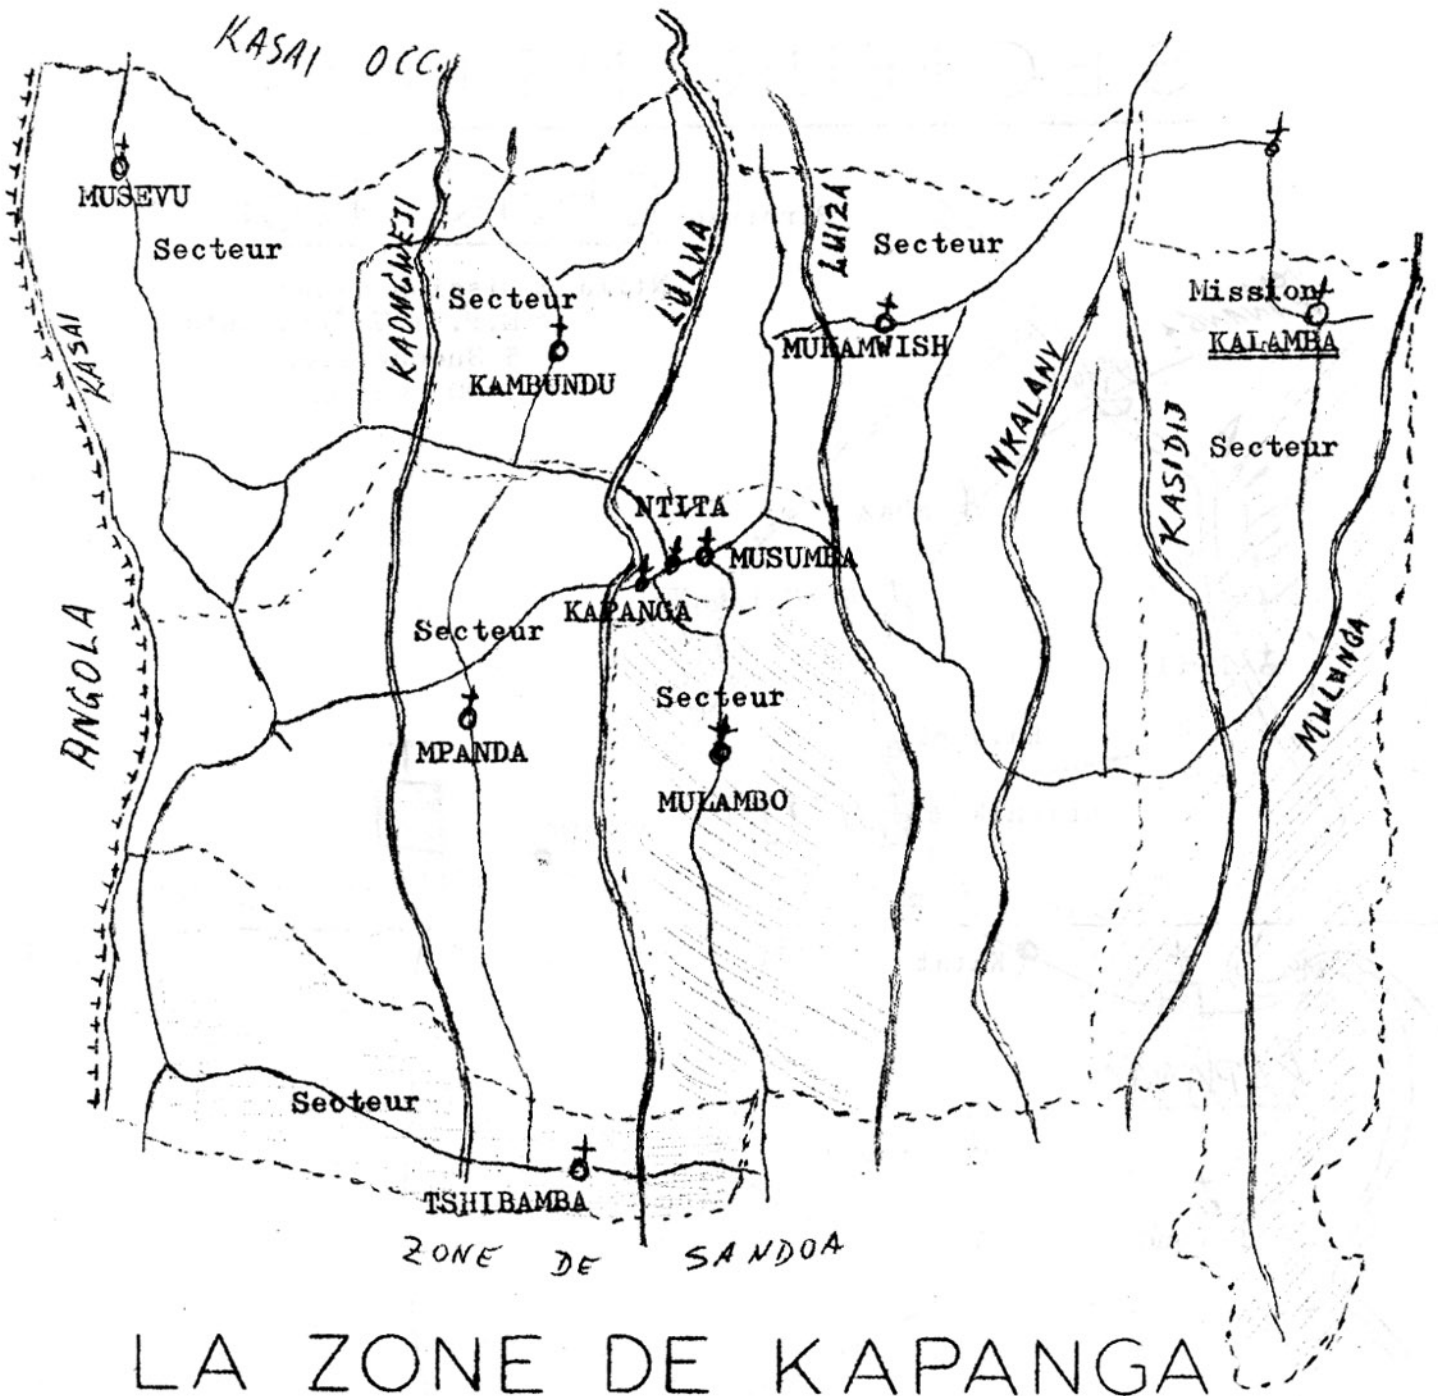 KASAI OCC.
MUSEVU
Secteur
KAONGWEJI
Secteur
KAMBUNDU
LULUA
LUIZA
Secteur
MUKAMWISH
Mission
KALAMBA
Secteur
KASAI
NKALANY
KASIDIJ
NTITA
MUSUMBA
KAPANGA
Secteur
MPANDA
Secteur
MULAMBO
MULUNGA
ANGOLA
Secteur
TSHIBAMBA
ZONE DE SANDOA
LA ZONE DE KAPANGA